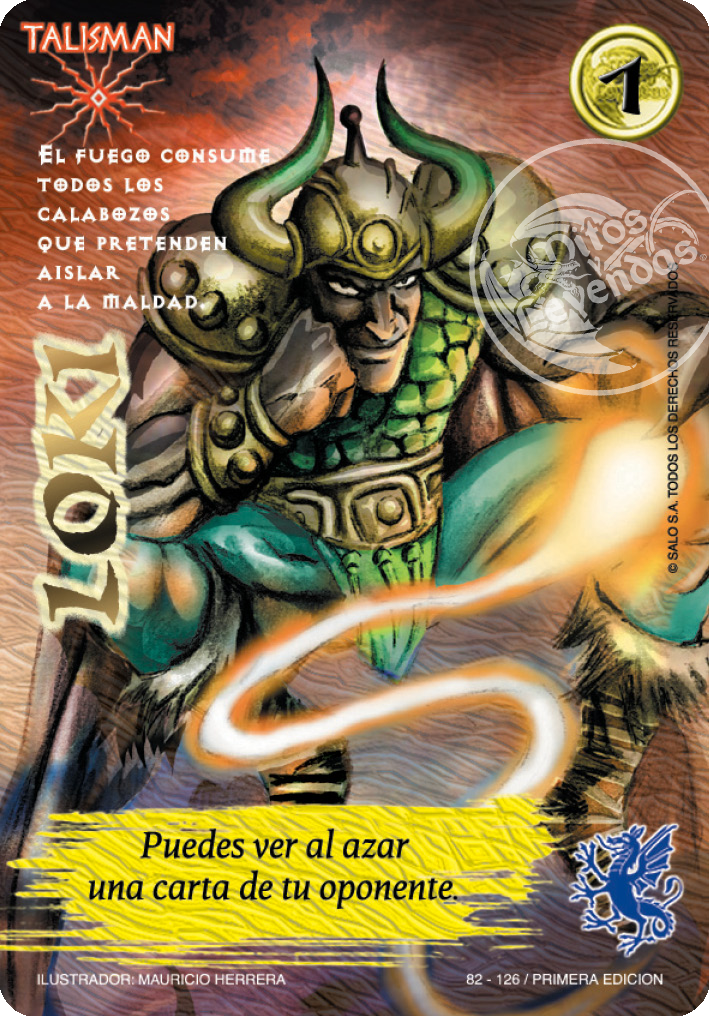 TALISMAN
1
EL FUEGO CONSUME
TODOS LOS
CALABOZOS
QUE PRETENDEN
AISLAR
A LA MALDAD.
Mitos
y
Leyendas
LOKI
© SALO S.A. TODOS LOS DERECHOS RESERVADOS
Puedes ver al azar
una carta de tu oponente.
ILUSTRADOR: MAURICIO HERRERA
82 - 126 / PRIMERA EDICION